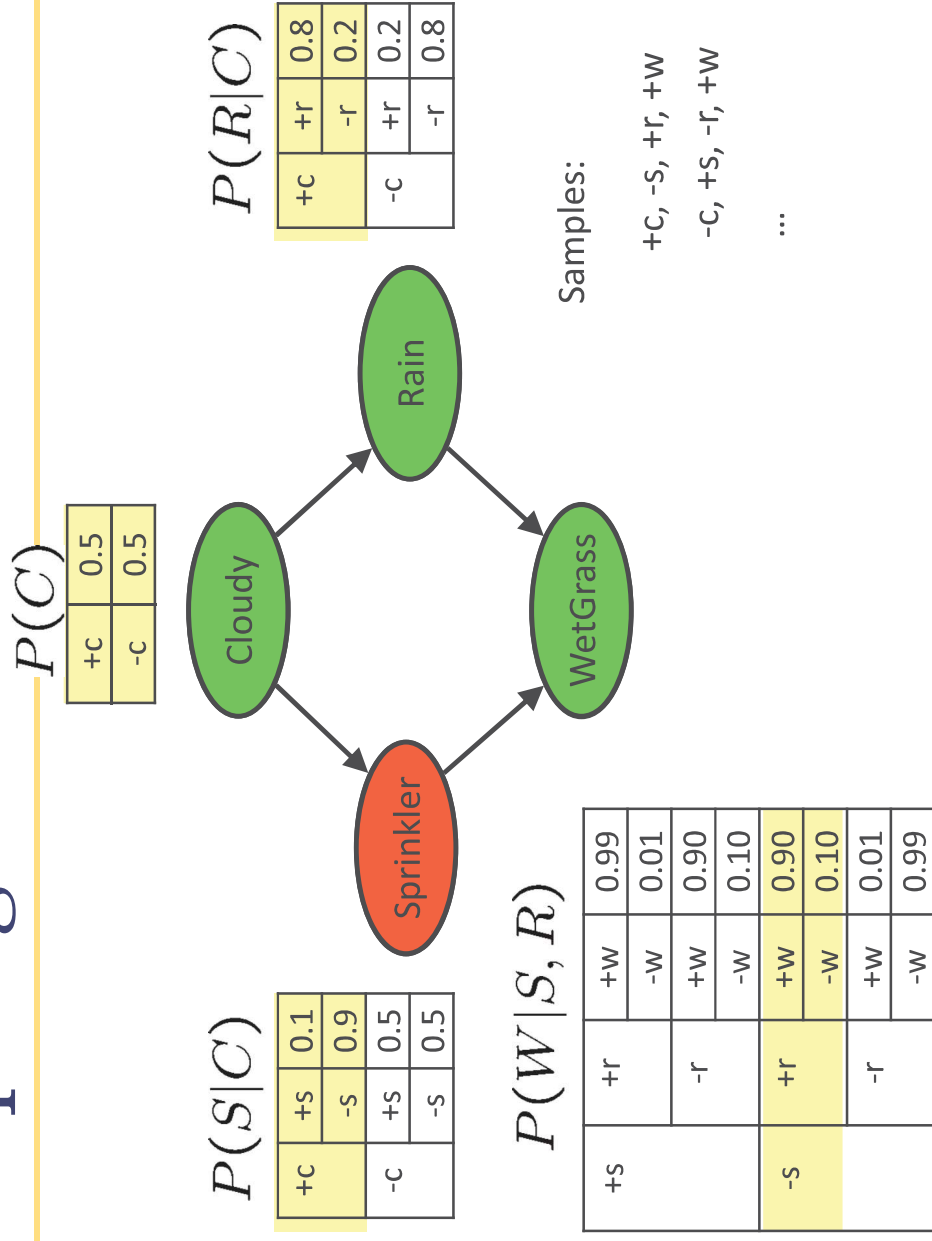 P(C)
+c 0.5
-c 0.5
P(S|C)
+c +s 0.1
-s 0.9
-c +s 0.5
-s 0.5
Cloudy
P(R|C)
+c +r 0.8
-r 0.2
-c +r 0.2
-r 0.8
Sprinkler
Rain
WetGrass
P(W|S, R)
+s +r +w 0.99
-w 0.01
-r +w 0.90
-w 0.10
-s +r +w 0.90
-w 0.10
-r +w 0.01
-w 0.99
Samples:
+c, -s, +r, +w
-c, +s, -r, +w
...